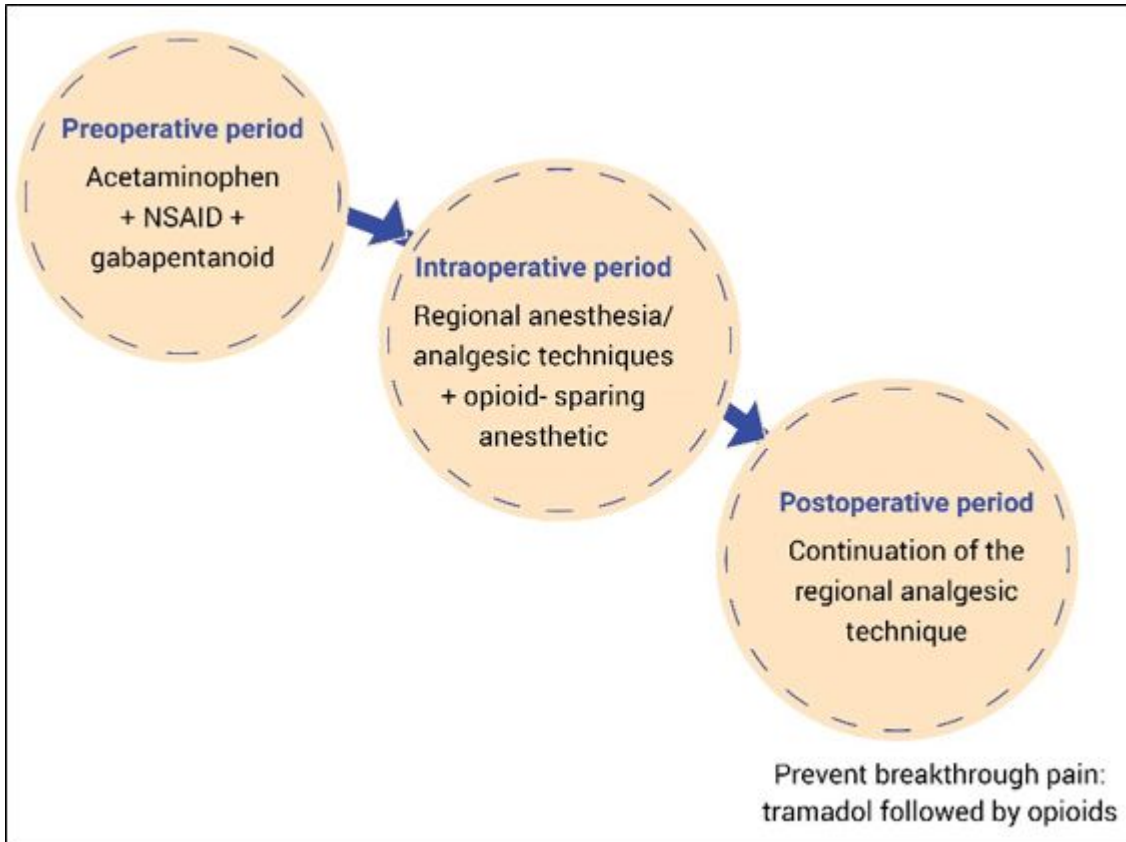 Preoperative period
Acetaminophen
+ NSAID +
gabapentanoid
Intraoperative period
Regional anesthesia/
analgesic techniques
+ opioid- sparing
anesthetic
Postoperative period
Continuation of the
regional analgesic
technique
Prevent breakthrough pain:
tramadol followed by opioids